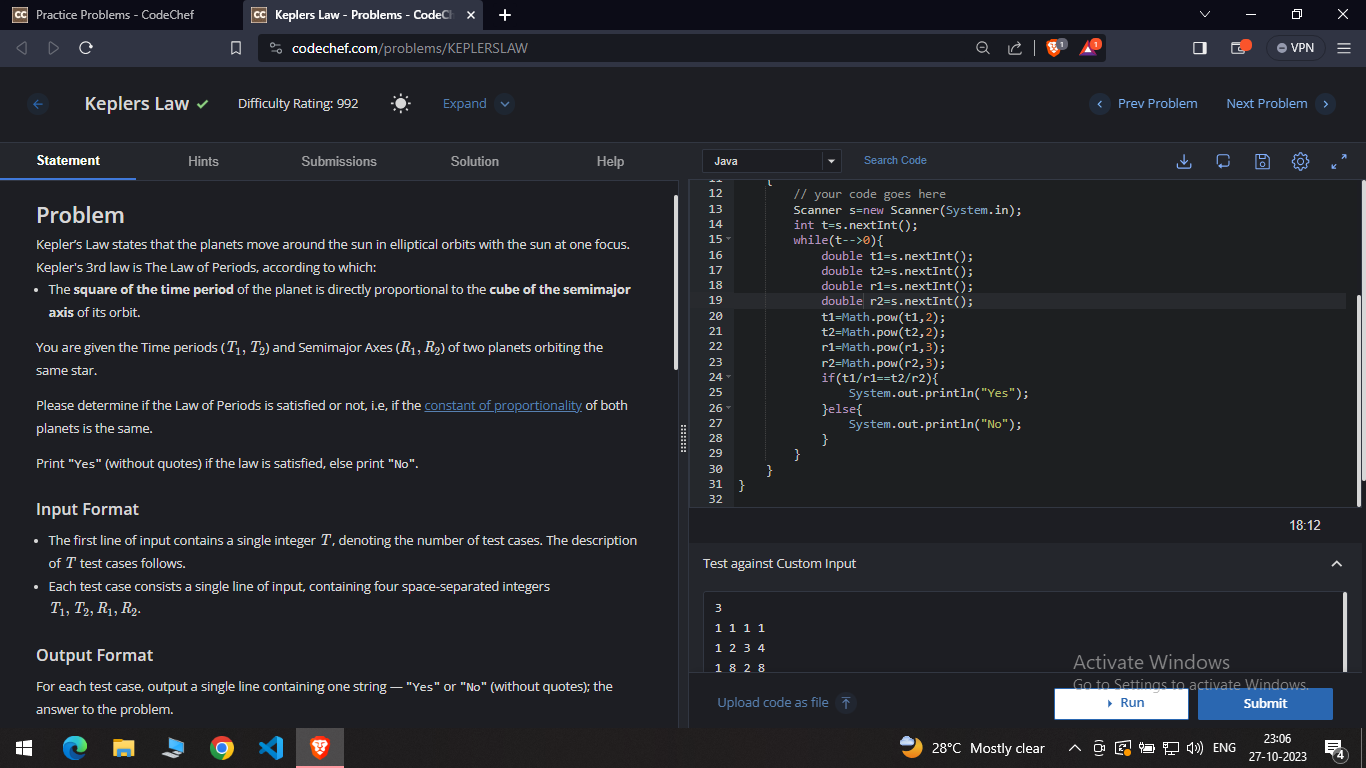 Practice Problems - CodeChef
Keplers Law - Problems - CodeC
codechef.com/problems/KEPLERSLAW
1
1
VPN
Keplers Law
Difficulty Rating: 992
Expand
Prev Problem
Next Problem
Statement
Hints
Submissions
Solution
Help
Problem
Kepler's Law states that the planets move around the sun in elliptical orbits with the sun at one focus.
Kepler's 3rd law is The Law of Periods, according to which:
• The square of the time period of the planet is directly proportional to the cube of the semimajor
axis of its orbit.
You are given the Time periods (T₁, T₂) and Semimajor Axes (R₁, R₂) of two planets orbiting the
same star.
Please determine if the Law of Periods is satisfied or not, i.e, if the constant of proportionality of both
planets is the same.
Print "Yes" (without quotes) if the law is satisfied, else print "No".
Input Format
• The first line of input contains a single integer T, denoting the number of test cases. The description
of T test cases follows.
• Each test case consists a single line of input, containing four space-separated integers
T₁, T₂, R₁, R₂.
Output Format
For each test case, output a single line containing one string — "Yes" or "No" (without quotes); the
answer to the problem.
Java
Search Code
11 {
12 // your code goes here
13 Scanner s=new Scanner(System.in);
14 int t=s.nextInt();
15 while(t-->0){
16 double t1=s.nextInt();
17 double t2=s.nextInt();
18 double r1=s.nextInt();
19 double r2=s.nextInt();
20 t1=Math.pow(t1,2);
21 t2=Math.pow(t2,2);
22 r1=Math.pow(r1,3);
23 r2=Math.pow(r2,3);
24 if(t1/r1==t2/r2){
25 System.out.println("Yes");
26 }else{
27 System.out.println("No");
28 }
29 }
30 }
31 }
32
18:12
Test against Custom Input
3
1 1 1 1
1 2 3 4
1 8 2 8
Activate Windows
Go to Settings to activate Windows.
Upload code as file
Run
Submit
28°C Mostly clear
ENG
23:06
27-10-2023
4